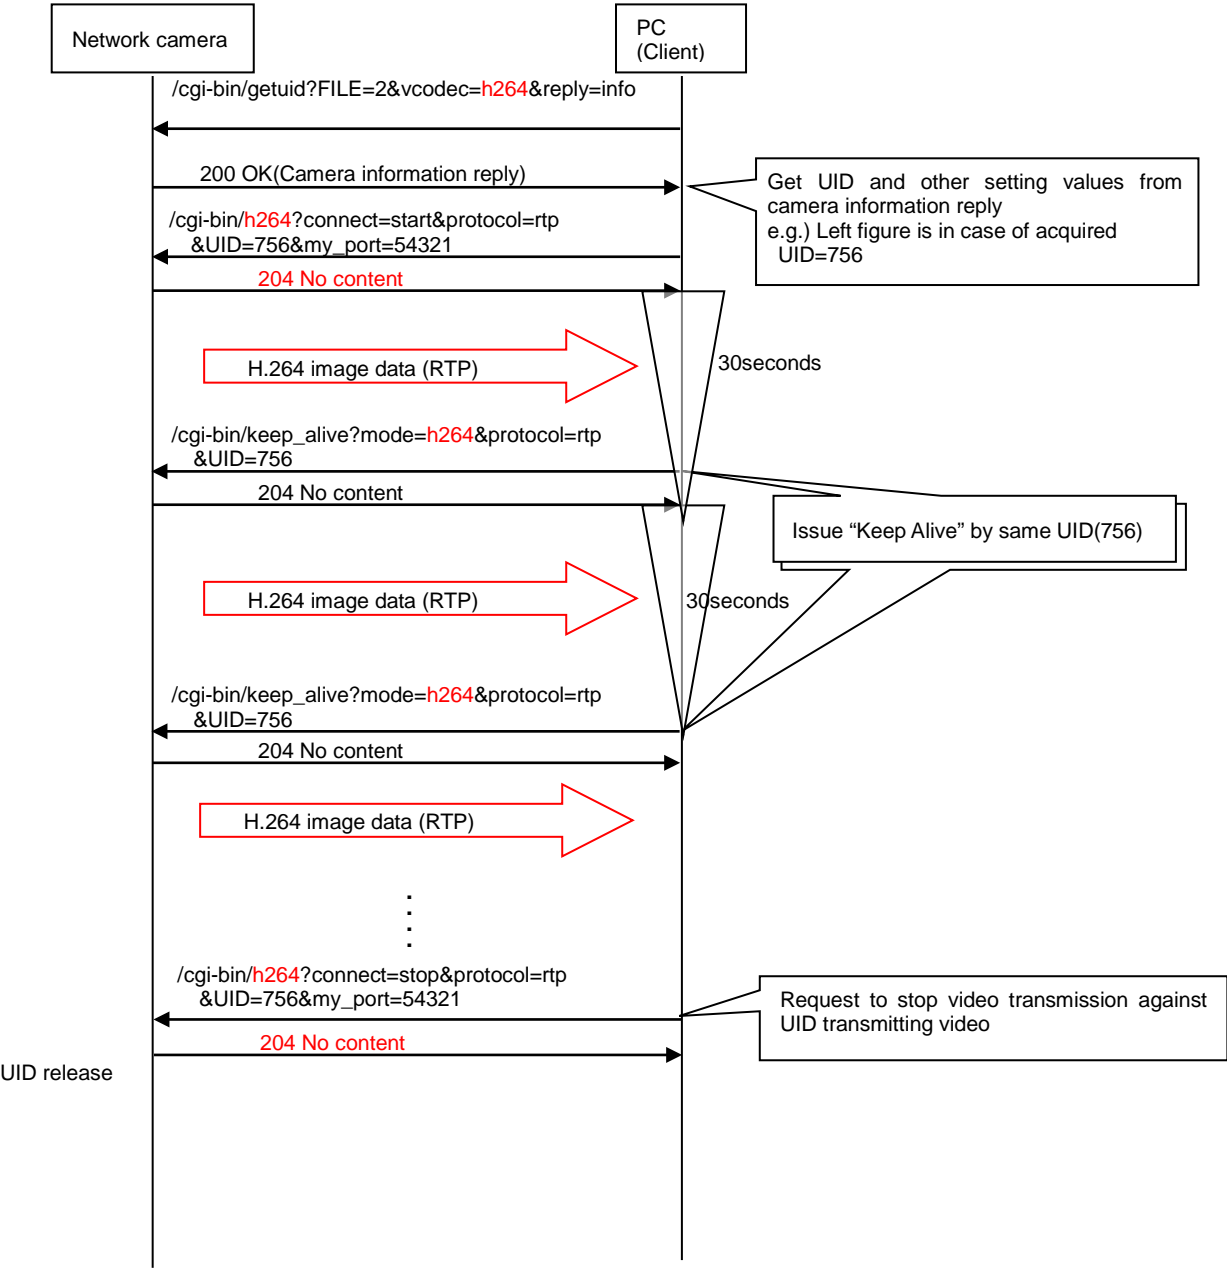 Network camera
PC
(Client)
/cgi-bin/getuid?FILE=2&vcodec=h264&reply=info
200 OK(Camera information reply)
Get UID and other setting values from
camera information reply
e.g.) Left figure is in case of acquired
UID=756
/cgi-bin/h264?connect=start&protocol=rtp
&UID=756&my_port=54321
204 No content
H.264 image data (RTP)
30seconds
/cgi-bin/keep_alive?mode=h264&protocol=rtp
&UID=756
204 No content
Issue “Keep Alive” by same UID(756)
H.264 image data (RTP)
30seconds
/cgi-bin/keep_alive?mode=h264&protocol=rtp
&UID=756
204 No content
H.264 image data (RTP)
/cgi-bin/h264?connect=stop&protocol=rtp
&UID=756&my_port=54321
Request to stop video transmission against
UID transmitting video
204 No content
UID release